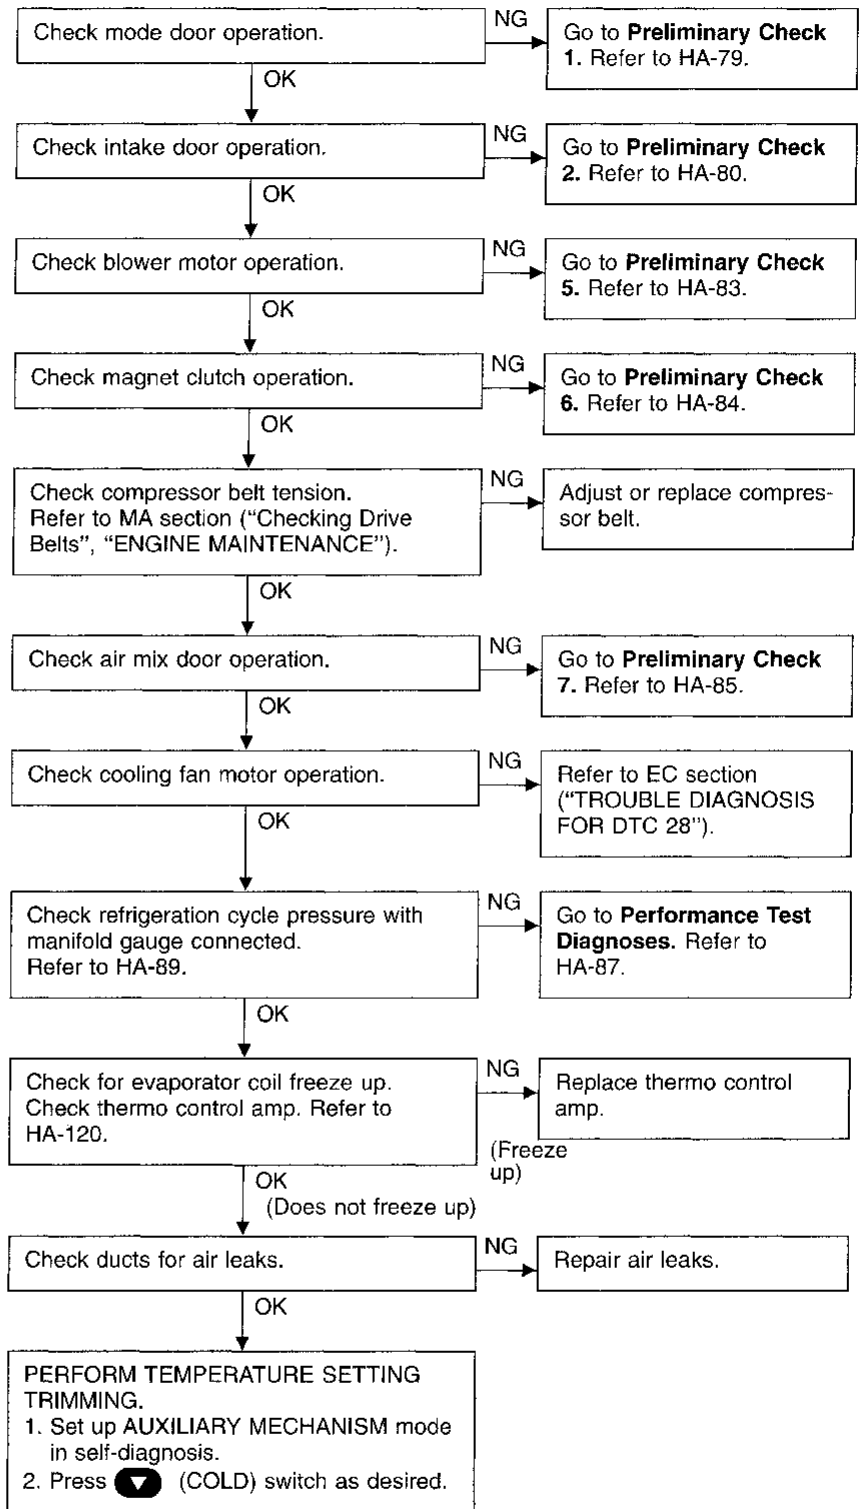 Check mode door operation.
NG
Go to Preliminary Check
1. Refer to HA-79.
OK
Check intake door operation.
NG
Go to Preliminary Check
2. Refer to HA-80.
OK
Check blower motor operation.
NG
Go to Preliminary Check
5. Refer to HA-83.
OK
Check magnet clutch operation.
NG
Go to Preliminary Check
6. Refer to HA-84.
OK
Check compressor belt tension.
Refer to MA section (“Checking Drive
Belts”, “ENGINE MAINTENANCE”).
NG
Adjust or replace compres-
sor belt.
OK
Check air mix door operation.
NG
Go to Preliminary Check
7. Refer to HA-85.
OK
Check cooling fan motor operation.
NG
Refer to EC section
(“TROUBLE DIAGNOSIS
FOR DTC 28”).
OK
Check refrigeration cycle pressure with
manifold gauge connected.
Refer to HA-89.
NG
Go to Performance Test
Diagnoses. Refer to
HA-87.
OK
Check for evaporator coil freeze up.
Check thermo control amp. Refer to
HA-120.
NG
(Freeze
up)
Replace thermo control
amp.
OK
(Does not freeze up)
Check ducts for air leaks.
NG
Repair air leaks.
OK
PERFORM TEMPERATURE SETTING
TRIMMING.
1. Set up AUXILIARY MECHANISM mode
in self-diagnosis.
2. Press ▼ (COLD) switch as desired.